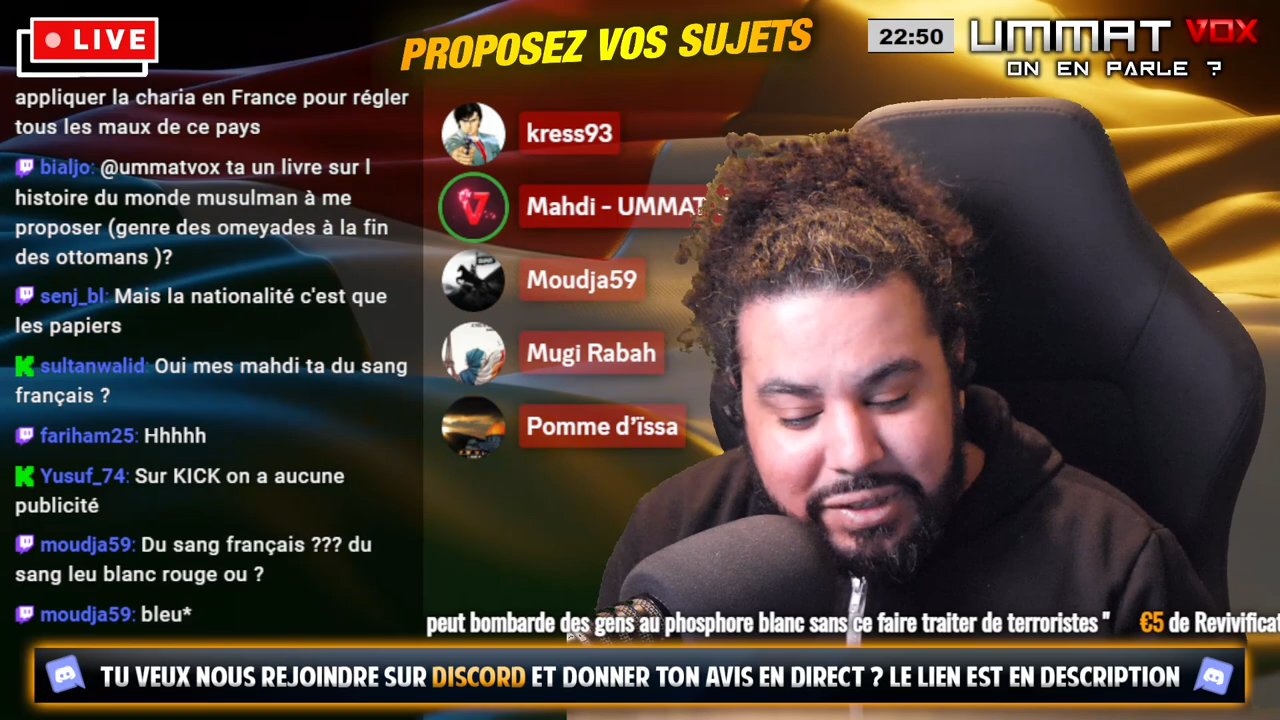 LIVE
PROPOSEZ VOS SUJETS
22:50
UMMAT VOX
ON EN PARLE ?
appliquer la charia en France pour régler
tous les maux de ce pays
bialjo: @ummatvox ta un livre sur l
histoire du monde musulman à me
proposer (genre des omeyades à la fin
des ottomans )?
senj_bl: Mais la nationalité c'est que
les papiers
sultanwalid: Oui mes mahdi ta du sang
français ?
fariham25: Hhhhh
Yusuf_74: Sur KICK on a aucune
publicité
moudja59: Du sang français ??? du
sang leu blanc rouge ou ?
moudja59: bleu*
kress93
Mahdi - UMMAT
Moudja59
Mugi Rabah
Pomme d'ïssa
peut bombarde des gens au phosphore blanc sans ce faire traiter de terroristes " €5 de Revivificat
TU VEUX NOUS REJOINDRE SUR DISCORD ET DONNER TON AVIS EN DIRECT ? LE LIEN EST EN DESCRIPTION